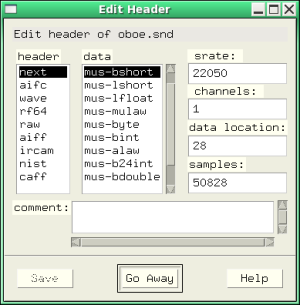 Edit Header
Edit header of oboe.snd
header
next
aifc
wave
rf64
raw
aiff
ircam
nist
caff
data
mus-bshort
mus-lshort
mus-lfloat
mus-mulaw
mus-byte
mus-bint
mus-alaw
mus-b24int
mus-bdouble
srate:
22050
channels:
1
data location:
28
samples:
50828
comment:
Save
Go Away
Help